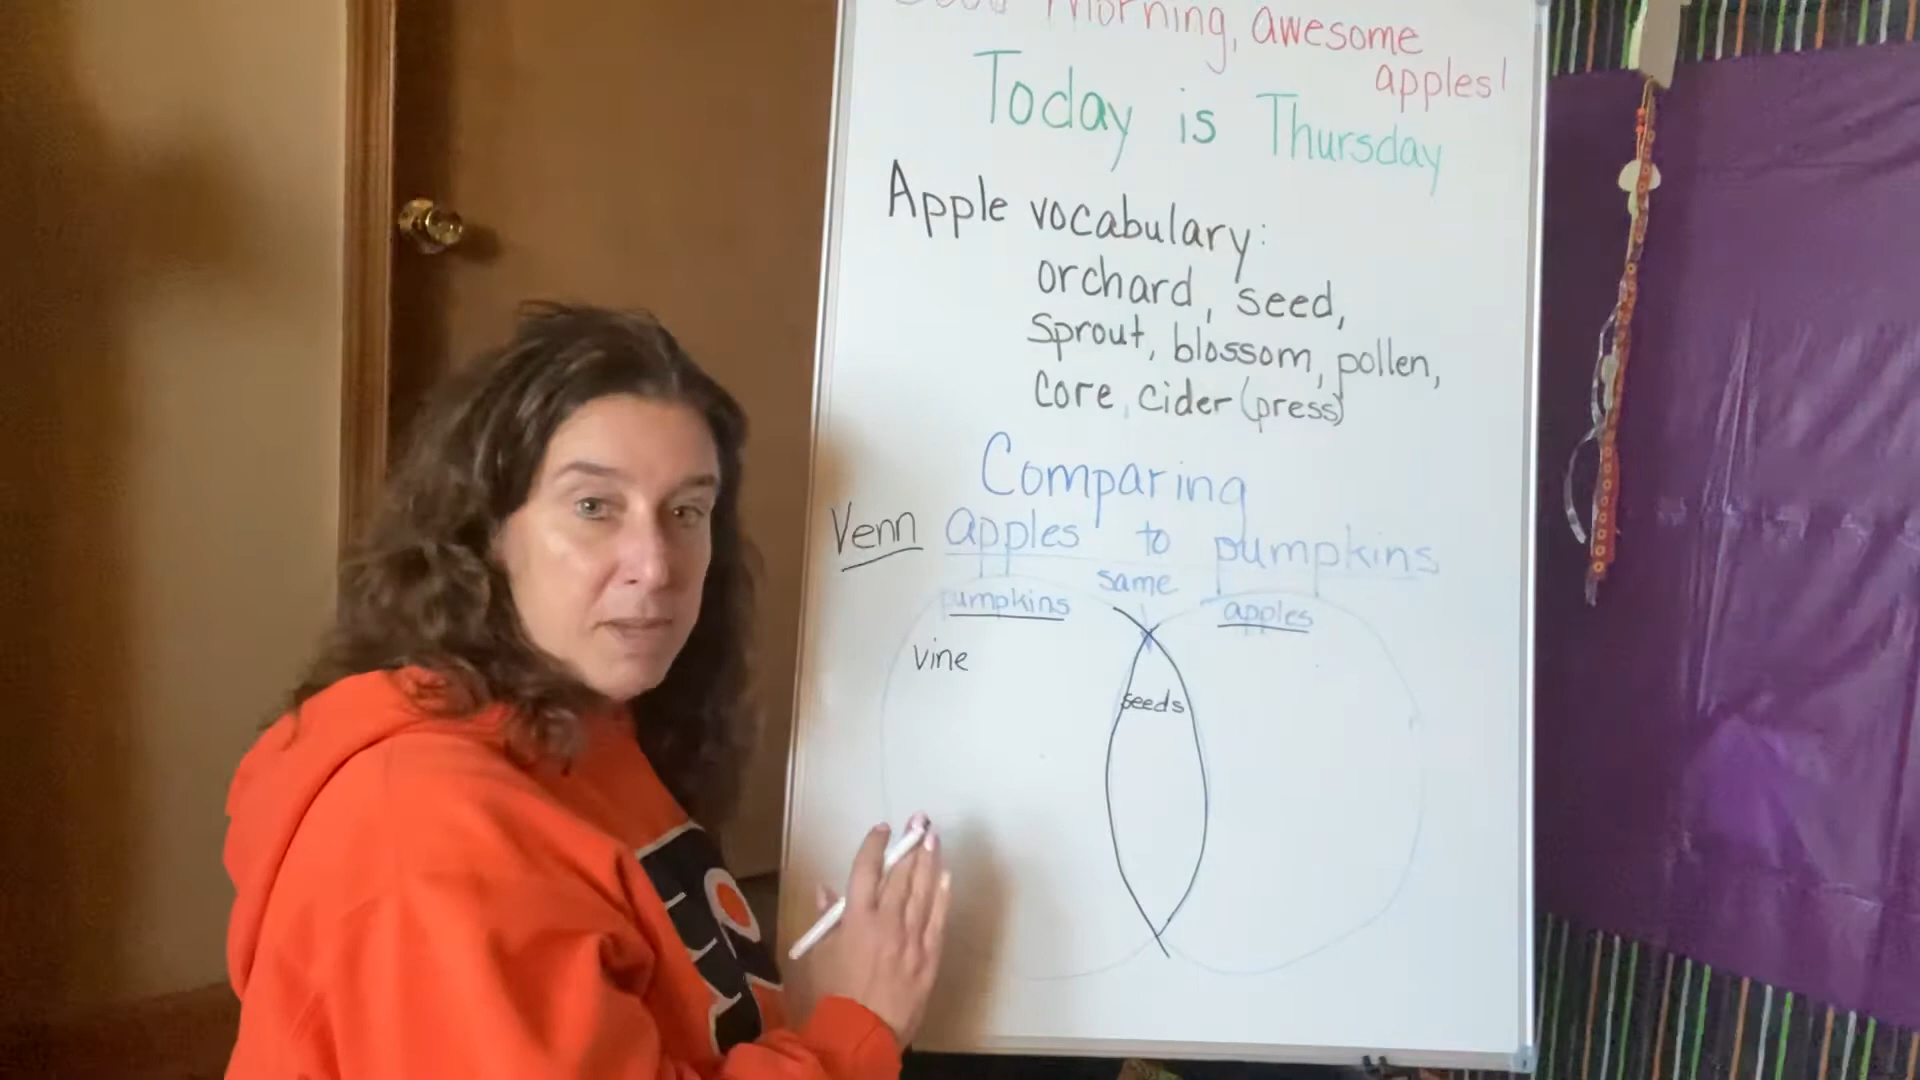 Good Morning, awesome
apples!
Today is Thursday
Apple vocabulary:
orchard, seed,
sprout, blossom, pollen,
core, cider (press)
Comparing
Venn apples to pumpkins
same
pumpkins
apples
vine
seeds